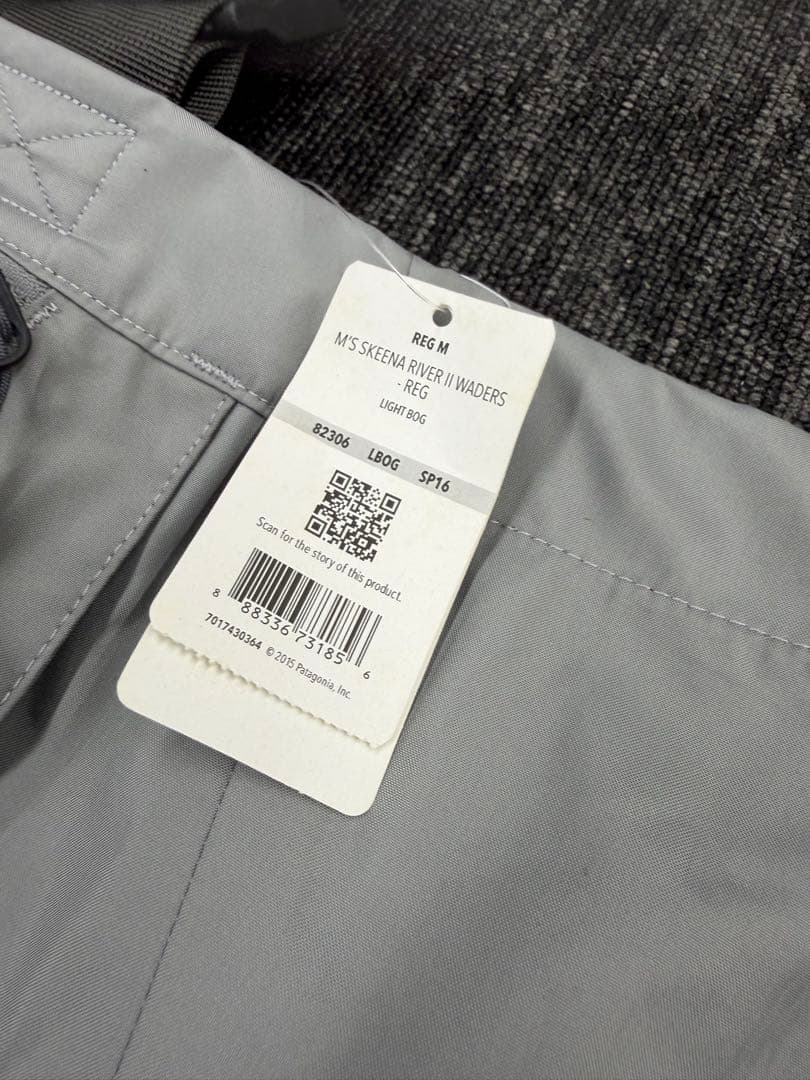 REG M
M'S SKEENA RIVER II WADERS
- REG
LIGHT BOG
82306 LBOG SP16
Scan for the story of this product.
8 88336 73185 6
7017430364 © 2015 Patagonia, Inc.